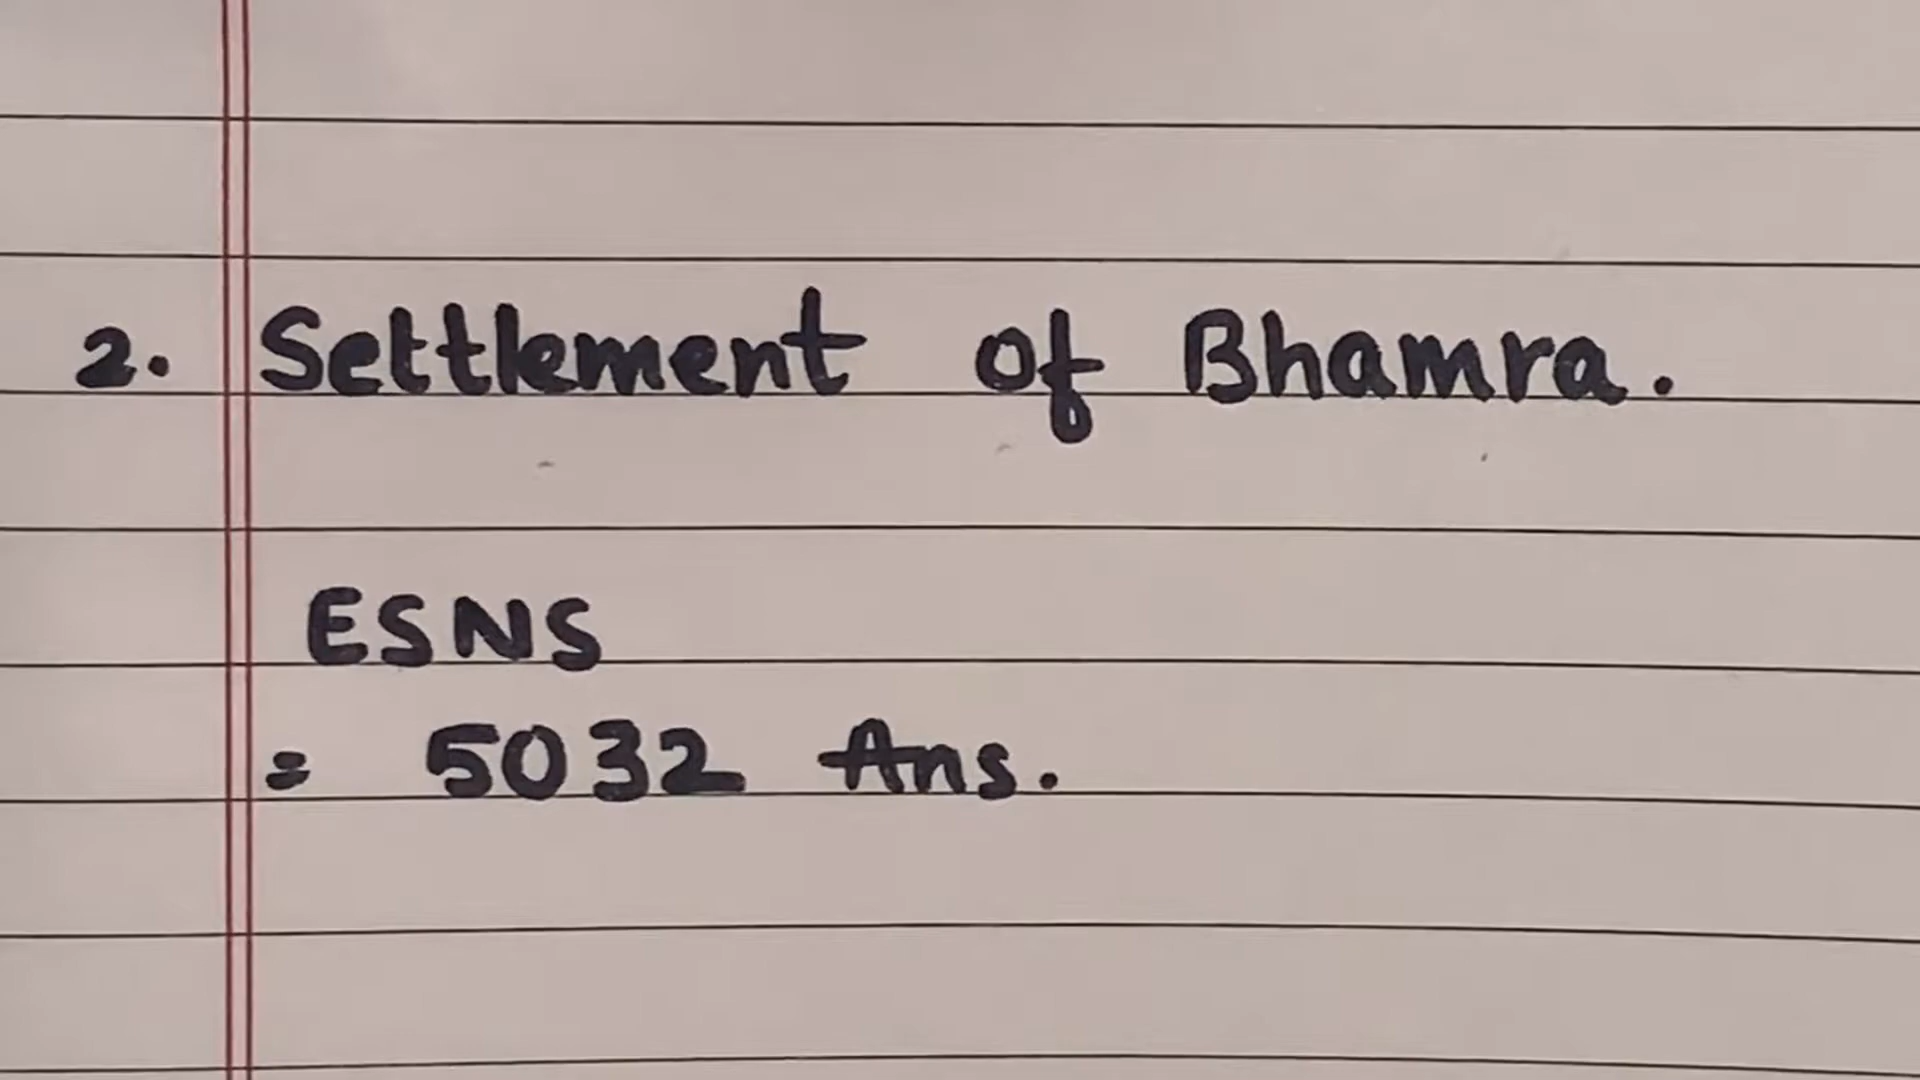 2. Settlement of Bhamra.
ESNS
= 5032 Ans.